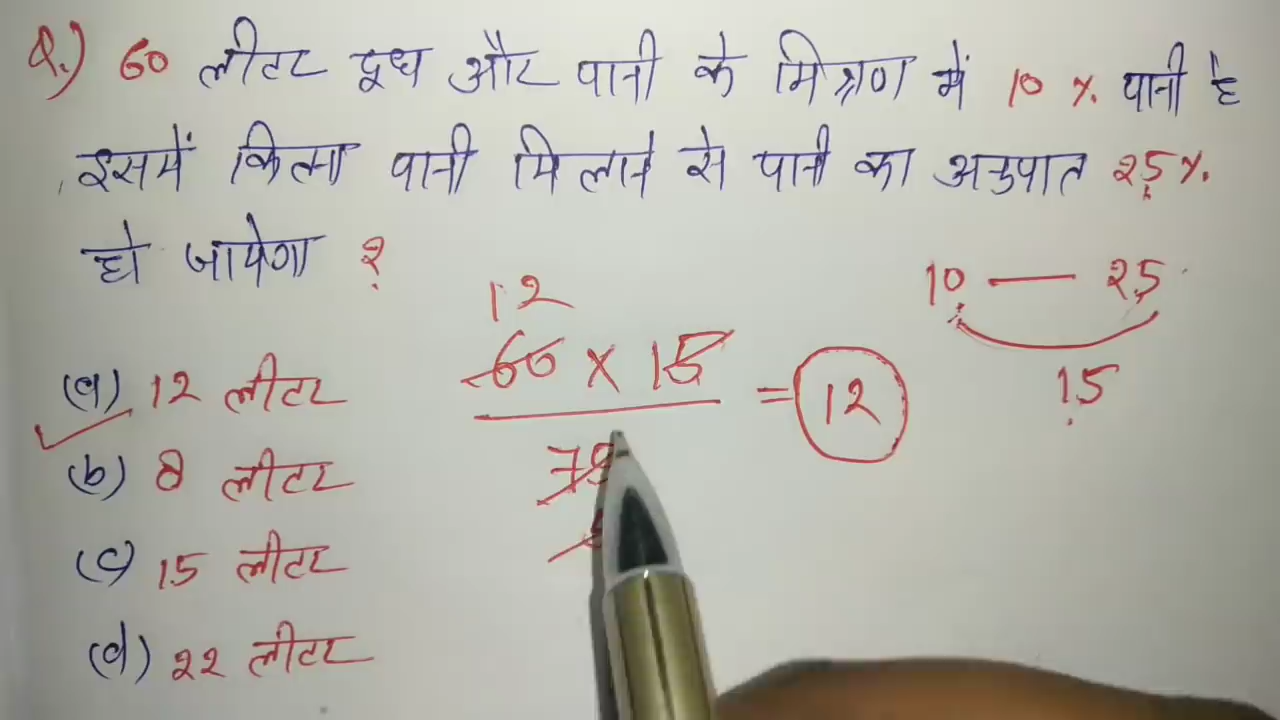 Q.) 60 लीटर दूध और पानी के मिश्रण में 10 %. पानी है
इसमें कितना पानी मिलाने से पानी का अनुपात 25 %.
हो जायेगा ?
10 — 25
15
12
60 × 15
= 12
(a) 12 लीटर
(b) 8 लीटर
(c) 15 लीटर
(d) 22 लीटर